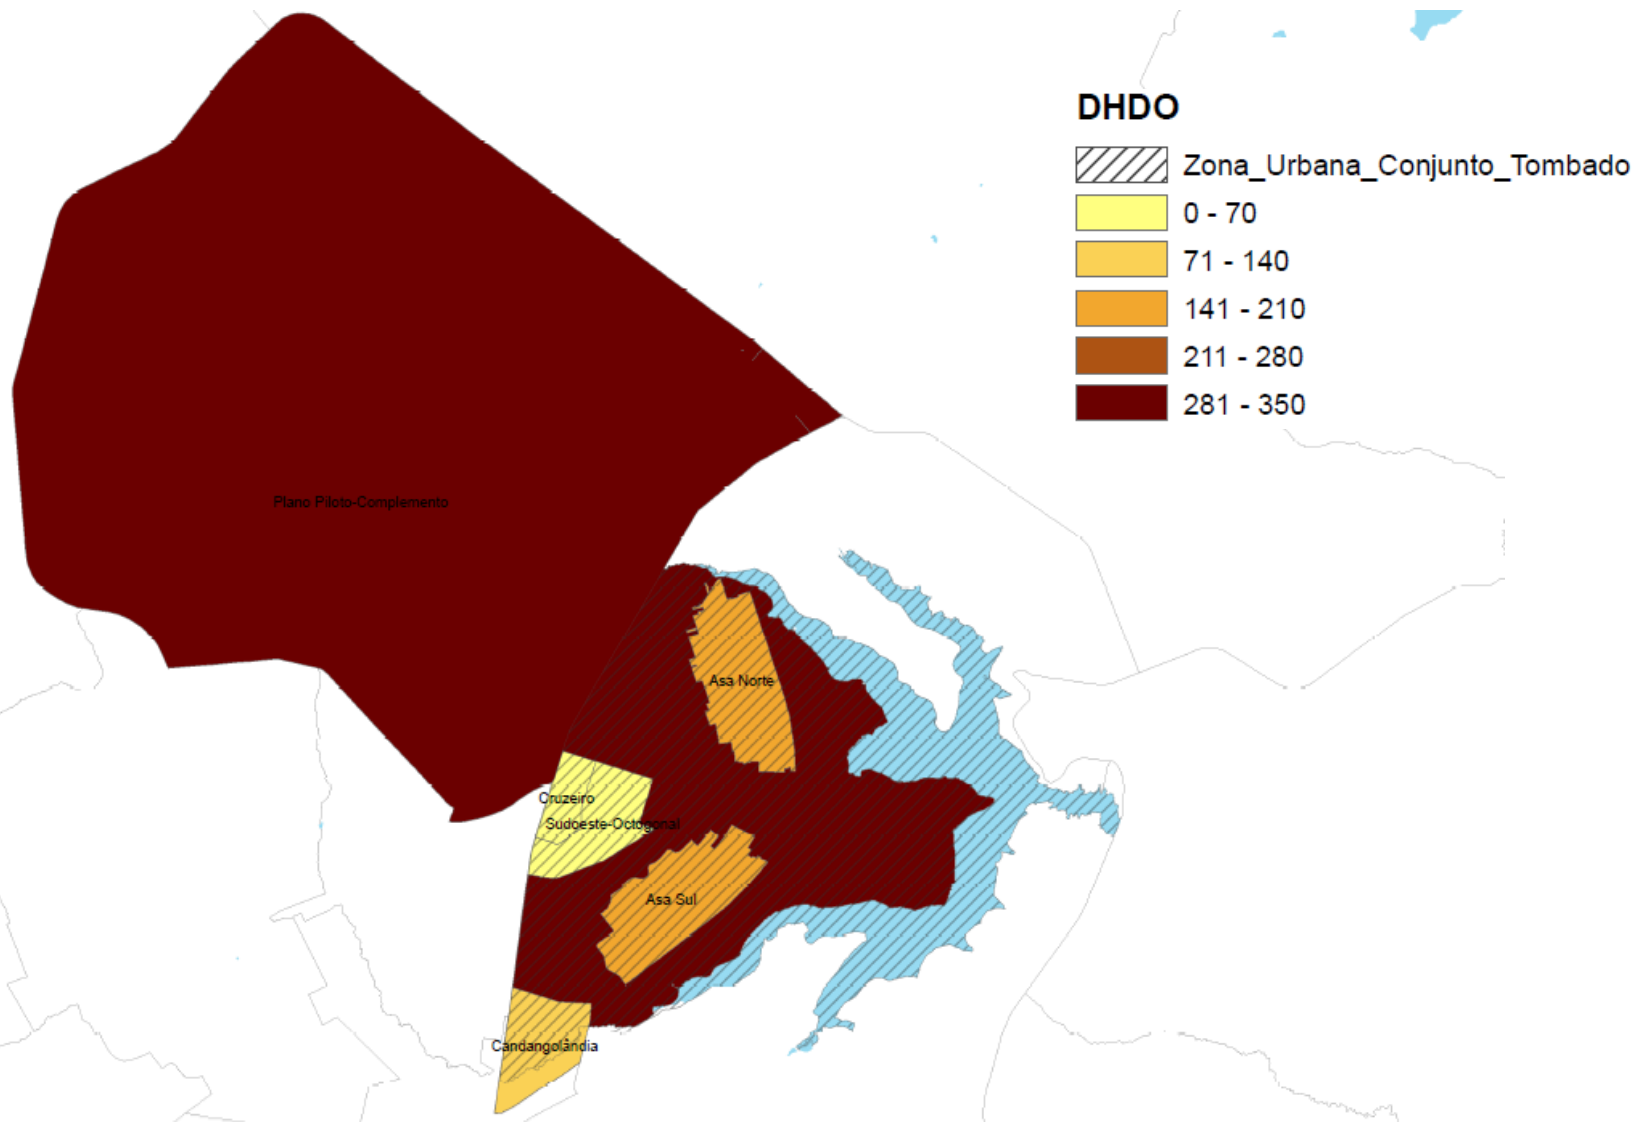 DHDO
Zona_Urbana_Conjunto_Tombado
0 - 70
71 - 140
141 - 210
211 - 280
281 - 350
Plano Piloto-Complemento
Asa Norte
Cruzeiro
Sudoeste-Octogonal
Asa Sul
Candangolândia